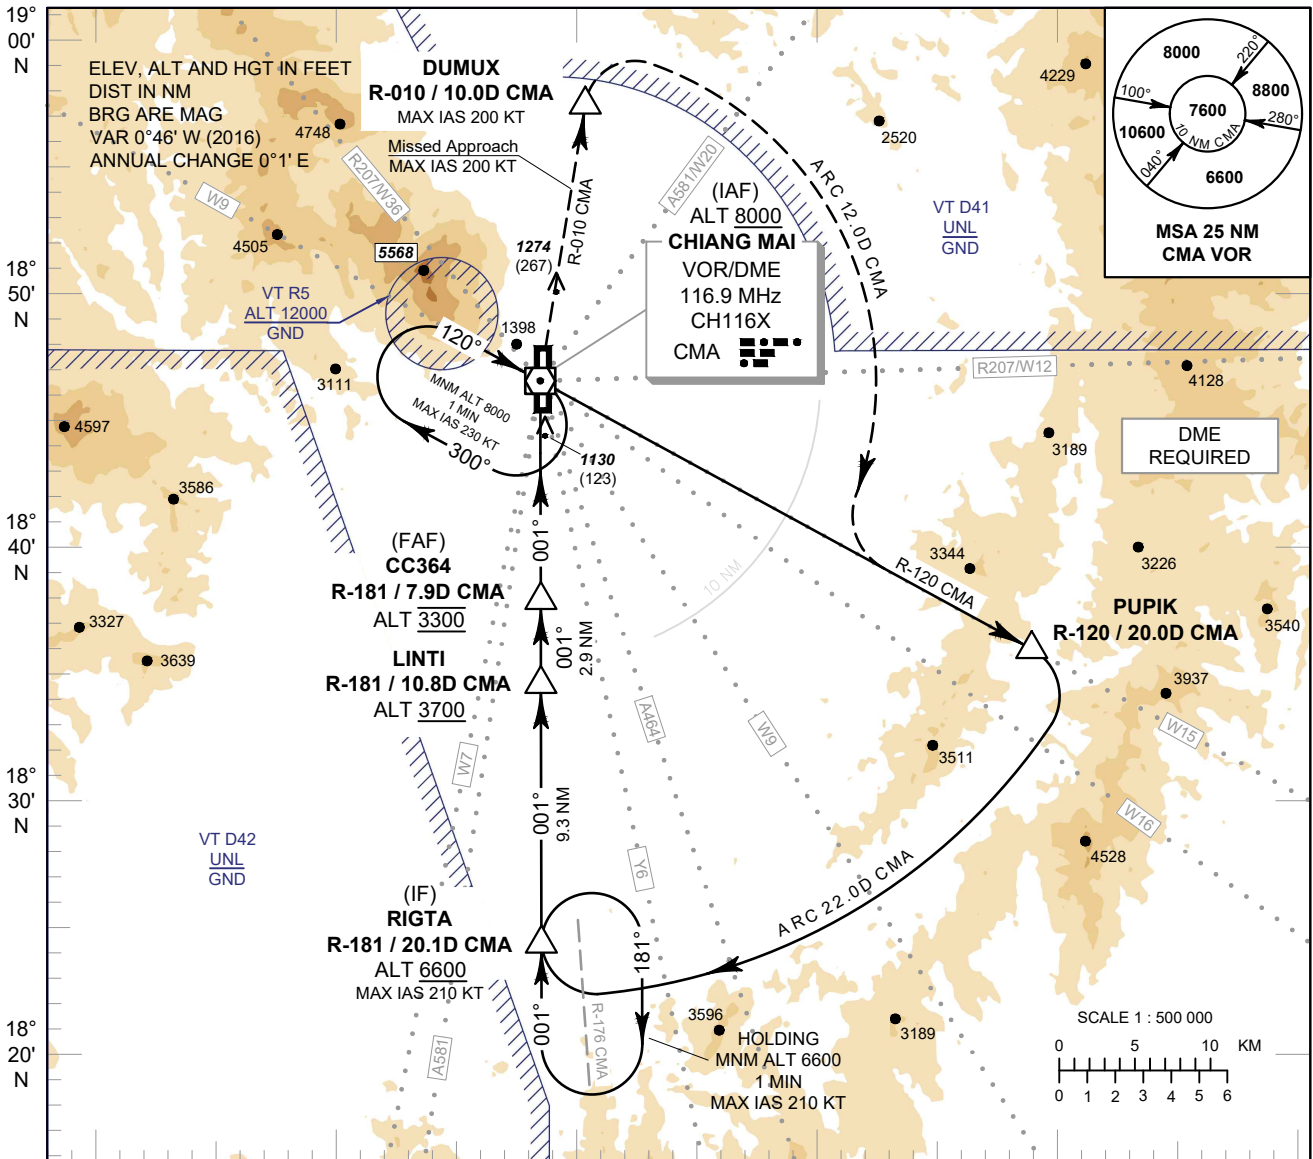 19°
00'
N
18°
50'
N
18°
40'
N
18°
30'
N
18°
20'
N
ELEV, ALT AND HGT IN FEET
DIST IN NM
BRG ARE MAG
VAR 0°46' W (2016)
ANNUAL CHANGE 0°1' E
DUMUX
R-010 / 10.0D CMA
MAX IAS 200 KT
Missed Approach
MAX IAS 200 KT
4748
R207/W36
W9
4505
5568
VT R5
ALT 12000
GND
3111
1398
1274
(267)
R-010 CMA
A581/W20
ARC 12.0D CMA
(IAF)
ALT 8000
CHIANG MAI
VOR/DME
116.9 MHz
CH116X
CMA
2520
4229
VT D41
UNL
GND
8000
220°
8800
100°
7600
10 NM CMA
280°
10600
040°
6600
MSA 25 NM
CMA VOR
R207/W12
4128
DME
REQUIRED
3189
120°
MNM ALT 8000
1 MIN
MAX IAS 230 KT
300°
1130
(123)
4597
3586
3327
3639
001°
(FAF)
CC364
R-181 / 7.9D CMA
ALT 3300
001°
2.9 NM
LINTI
R-181 / 10.8D CMA
ALT 3700
10 NM
3344
R-120 CMA
3226
3540
PUPIK
R-120 / 20.0D CMA
3937
W15
W16
3511
4528
A464
W9
W7
001°
9.3 NM
VT D42
UNL
GND
Y6
ARC 22.0D CMA
(IF)
RIGTA
R-181 / 20.1D CMA
ALT 6600
MAX IAS 210 KT
181°
001°
R-176 CMA
A581
3596
3189
HOLDING
MNM ALT 6600
1 MIN
MAX IAS 210 KT
SCALE 1 : 500 000
0 5 10 KM
0 1 2 3 4 5 6